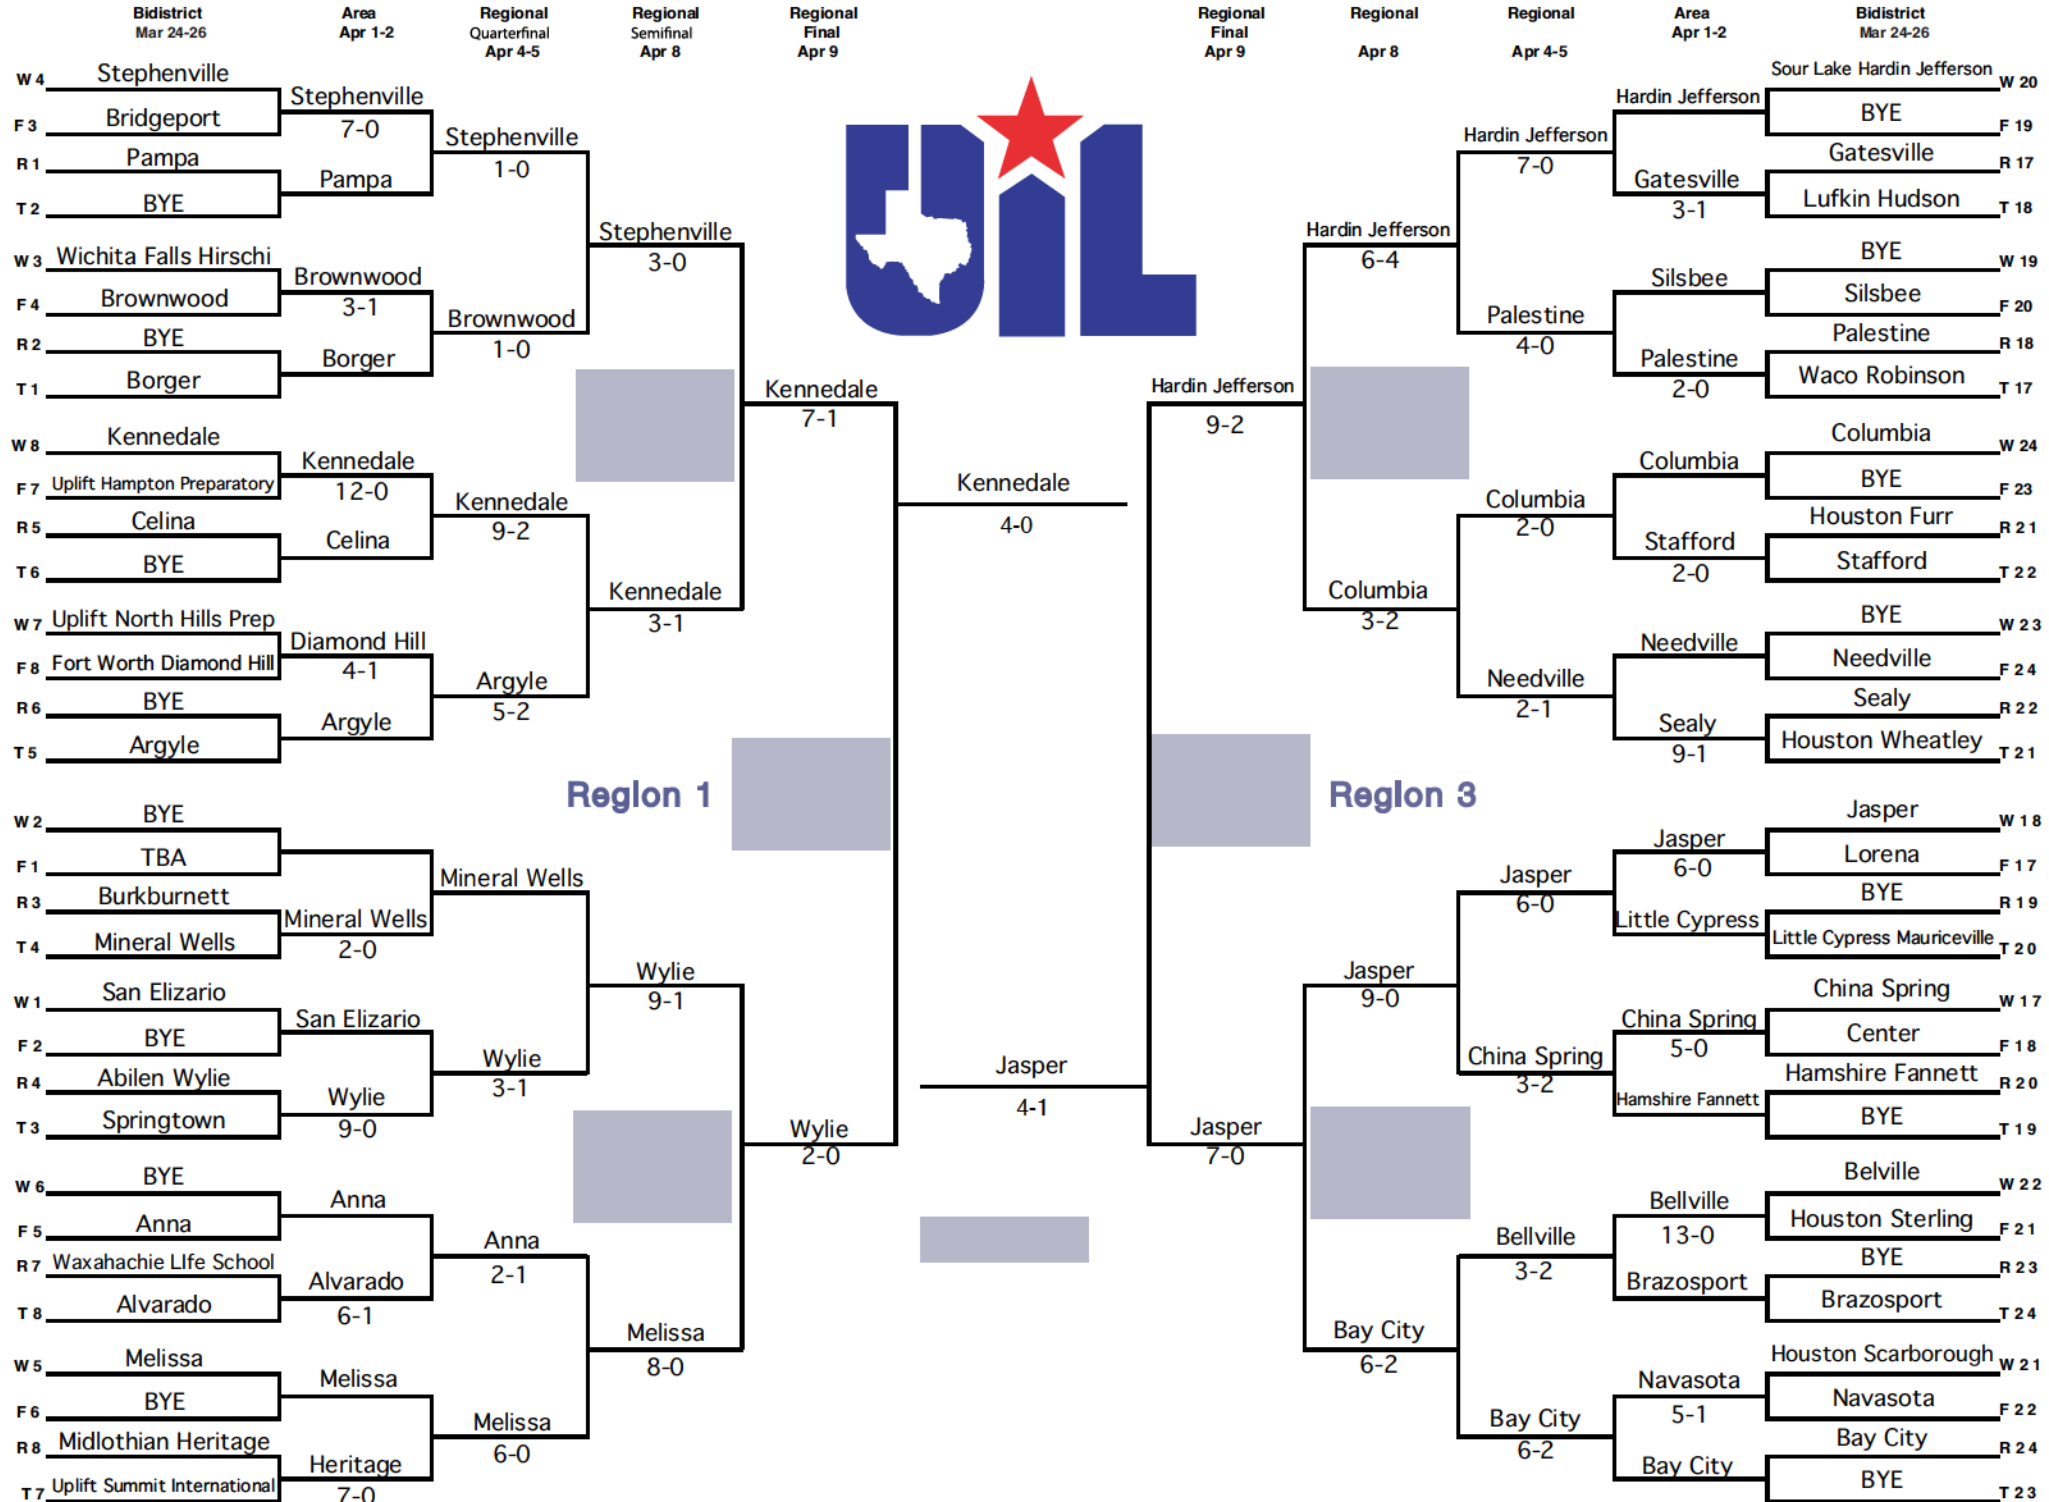 Bidistrict
Mar 24-26
Area
Apr 1-2
Regional
Quarterfinal
Apr 4-5
Regional
Semifinal
Apr 8
Regional
Final
Apr 9
Regional
Final
Apr 9
Regional
Apr 8
Regional
Apr 4-5
Area
Apr 1-2
Bidistrict
Mar 24-26
UIL
W 4 Stephenville
F 3 Bridgeport
R 1 Pampa
T 2 BYE
W 3 Wichita Falls Hirschi
F 4 Brownwood
R 2 BYE
T 1 Borger
W 8 Kennedale
F 7 Uplift Hampton Preparatory
R 5 Celina
T 6 BYE
W 7 Uplift North Hills Prep
F 8 Fort Worth Diamond Hill
R 6 BYE
T 5 Argyle
W 2 BYE
F 1 TBA
R 3 Burkburnett
T 4 Mineral Wells
W 1 San Elizario
F 2 BYE
R 4 Abilen Wylie
T 3 Springtown
W 6 BYE
F 5 Anna
R 7 Waxahachie LIfe School
T 8 Alvarado
W 5 Melissa
F 6 BYE
R 8 Midlothian Heritage
T 7 Uplift Summit International
Stephenville
7-0
Pampa
Brownwood
3-1
Borger
Kennedale
12-0
Celina
Diamond Hill
4-1
Argyle
Mineral Wells
2-0
San Elizario
Wylie
9-0
Anna
Alvarado
6-1
Melissa
Heritage
7-0
Stephenville
1-0
Brownwood
1-0
Kennedale
9-2
Argyle
5-2
Mineral Wells
Wylie
3-1
Anna
2-1
Melissa
6-0
Stephenville
3-0
Kennedale
3-1
Wylie
9-1
Melissa
8-0
Region 1
Kennedale
7-1
Wylie
2-0
Kennedale
4-0
Jasper
4-1
Hardin Jefferson
9-2
Jasper
7-0
Region 3
Hardin Jefferson
6-4
Columbia
3-2
Jasper
9-0
Bay City
6-2
Hardin Jefferson
7-0
Palestine
4-0
Columbia
2-0
Needville
2-1
Jasper
6-0
China Spring
3-2
Bellville
3-2
Bay City
6-2
Hardin Jefferson
Gatesville
3-1
Silsbee
Palestine
2-0
Columbia
Stafford
2-0
Needville
Sealy
9-1
Jasper
6-0
Little Cypress
China Spring
5-0
Hamshire Fannett
Bellville
13-0
Brazosport
Navasota
5-1
Bay City
Sour Lake Hardin Jefferson W 20
BYE F 19
Gatesville R 17
Lufkin Hudson T 18
BYE W 19
Silsbee F 20
Palestine R 18
Waco Robinson T 17
Columbia W 24
BYE F 23
Houston Furr R 21
Stafford T 22
BYE W 23
Needville F 24
Sealy R 22
Houston Wheatley T 21
Jasper W 18
Lorena F 17
BYE R 19
Little Cypress Mauriceville T 20
China Spring W 17
Center F 18
Hamshire Fannett R 20
BYE T 19
Belville W 22
Houston Sterling F 21
BYE R 23
Brazosport T 24
Houston Scarborough W 21
Navasota F 22
Bay City R 24
BYE T 23